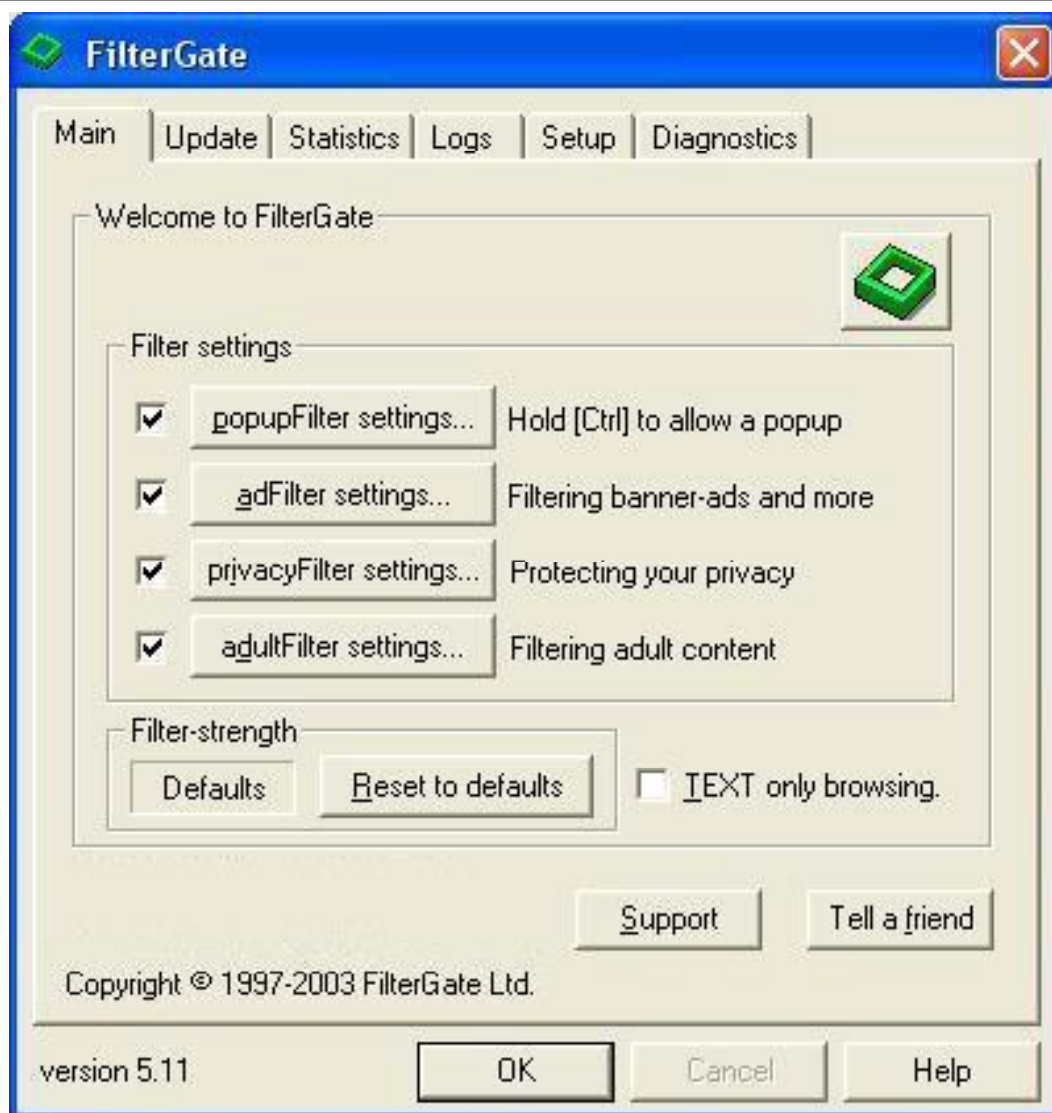 FilterGate
Main Update Statistics Logs Setup Diagnostics
Welcome to FilterGate
Filter settings
popupFilter settings... Hold [Ctrl] to allow a popup
adFilter settings... Filtering banner-ads and more
privacyFilter settings... Protecting your privacy
adultFilter settings... Filtering adult content
Filter-strength
Defaults Reset to defaults TEXT only browsing.
Support Tell a friend
Copyright © 1997-2003 FilterGate Ltd.
version 5.11 OK Cancel Help